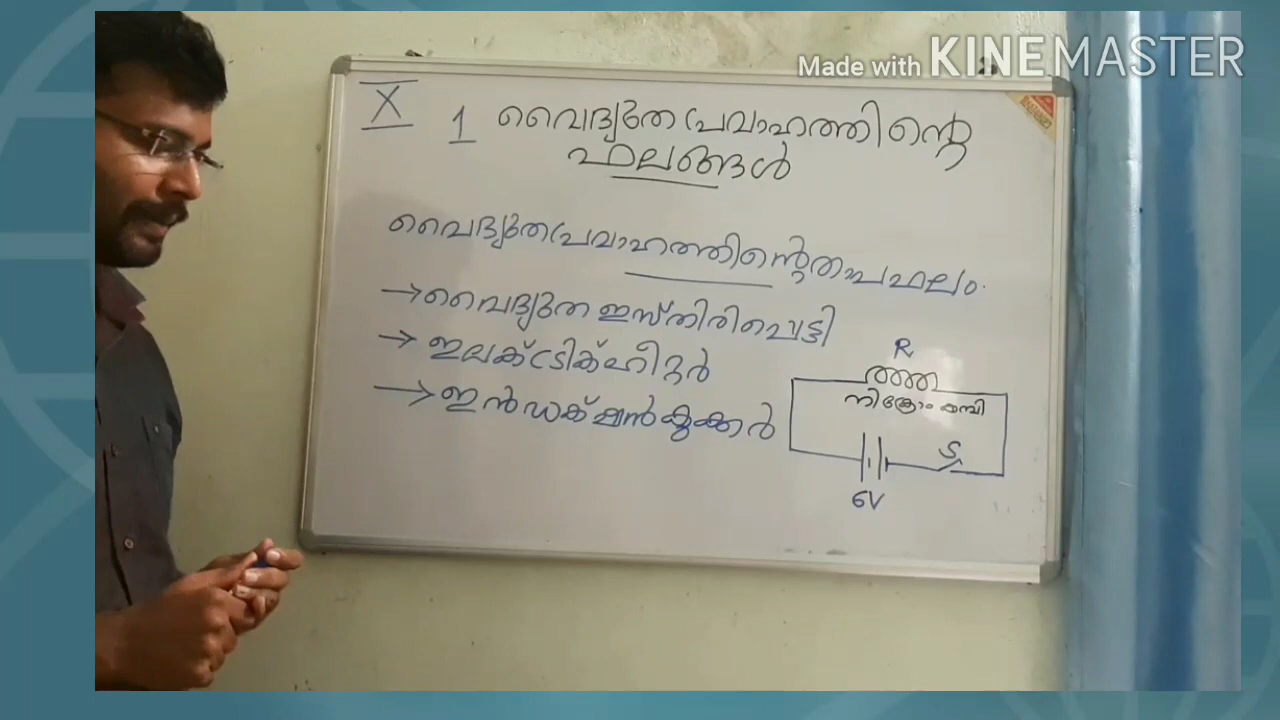 Made with KINEMASTER
X
1 വൈദ്യുത പ്രവാഹത്തിന്റെ
ഫലങ്ങൾ
വൈദ്യുതപ്രവാഹത്തിന്റെ താപഫലം.
→ വൈദ്യുത ഇസ്തിരിപ്പെട്ടി
→ ഇലക്ട്രിക് ഹീറ്റർ
→ ഇൻഡക്ഷൻ കുക്കർ
R
നിക്രോം കമ്പി
S
6V